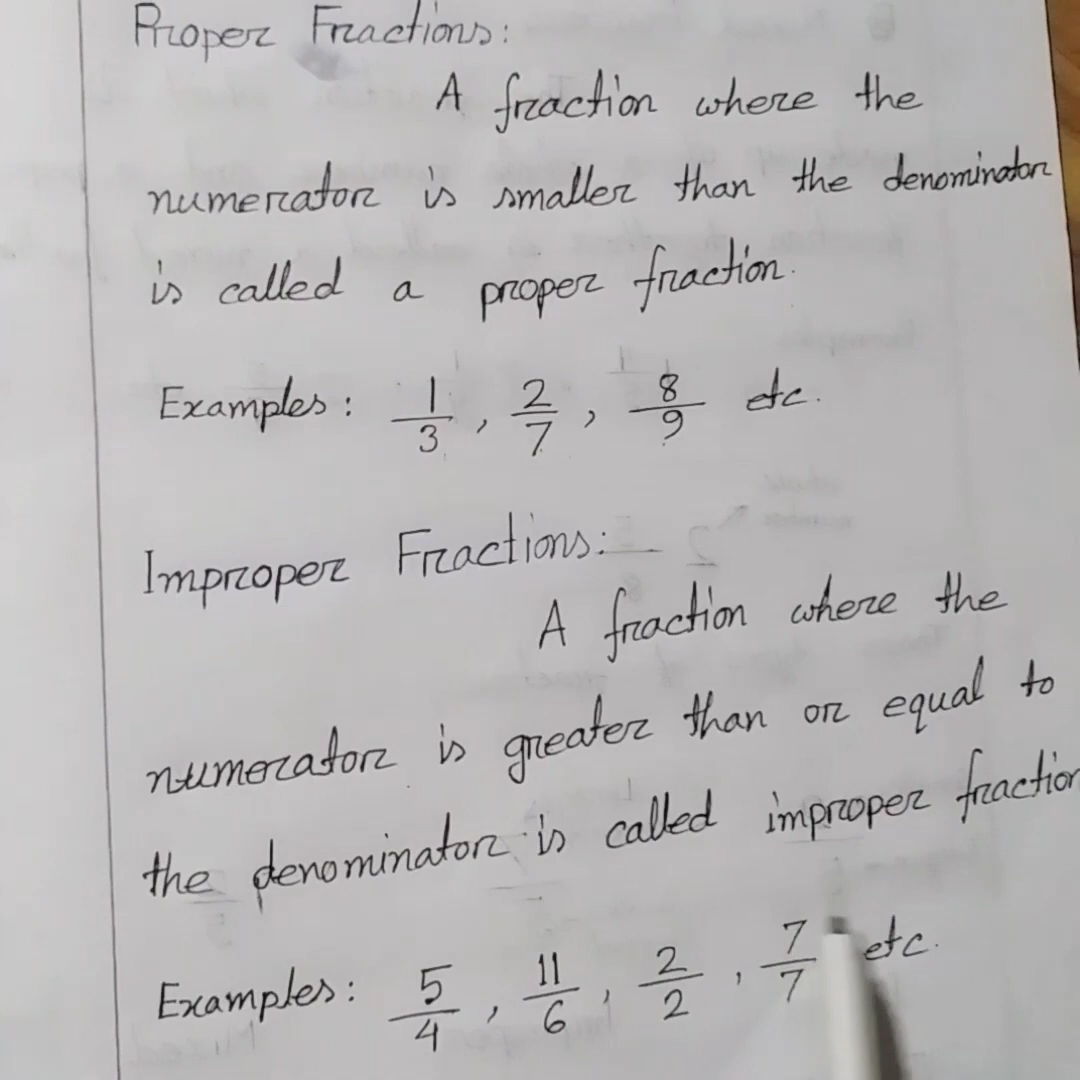 Proper Fractions:
A fraction where the
numerator is smaller than the denominator
is called a proper fraction.
Examples: 1/3, 2/7, 8/9 etc.
Improper Fractions:
A fraction where the
numerator is greater than or equal to
the denominator is called improper fraction
Examples: 5/4, 11/6, 2/2, 7/7 etc.